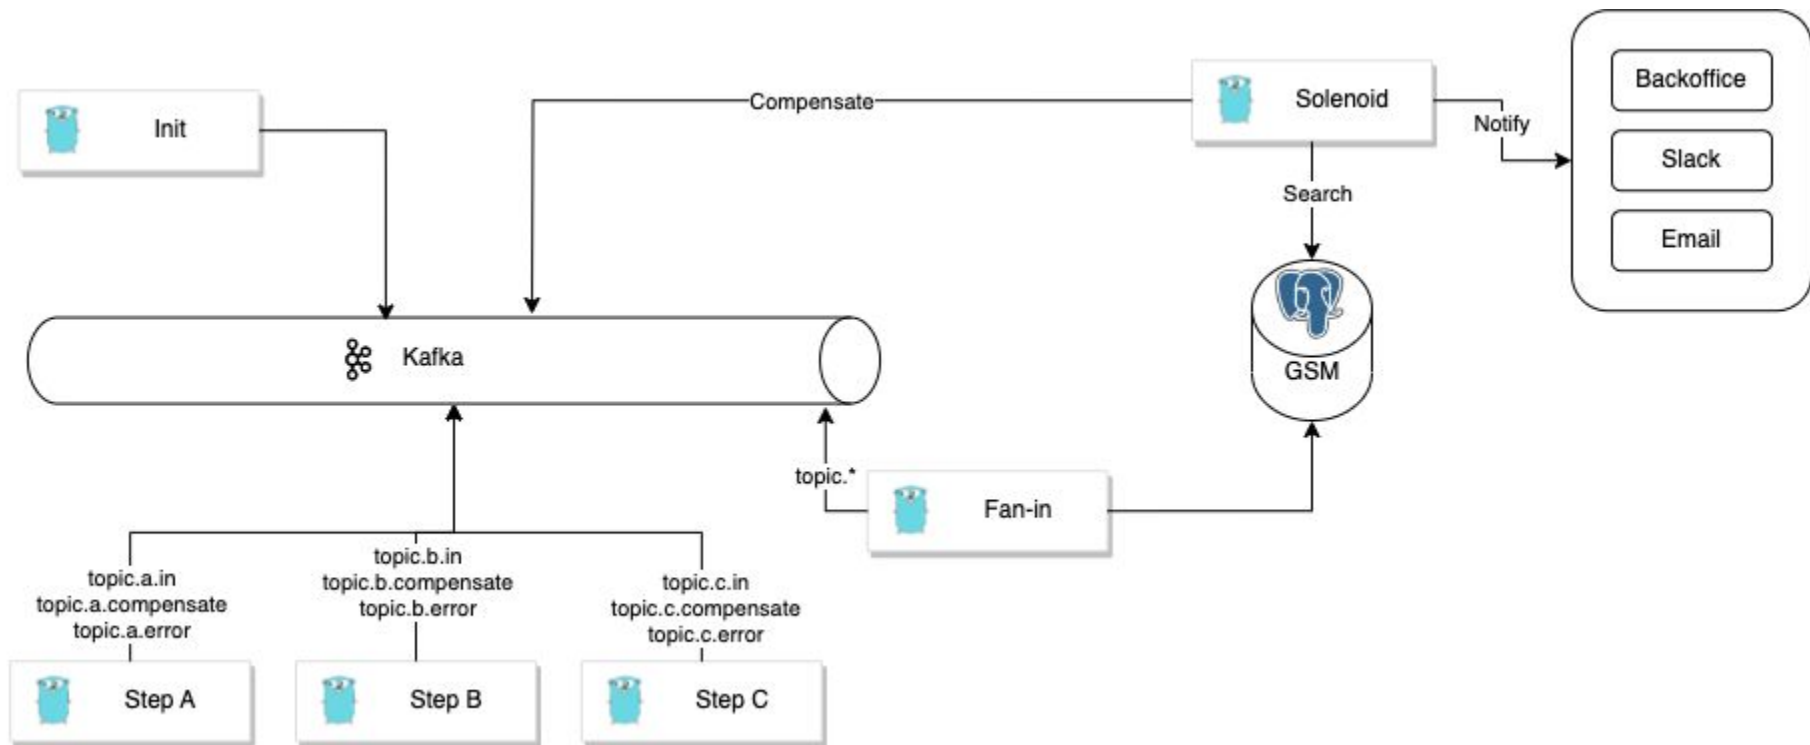 Init
Compensate
Solenoid
Notify
Backoffice
Slack
Email
Search
Kafka
GSM
topic.*
Fan-in
topic.a.in
topic.a.compensate
topic.a.error
topic.b.in
topic.b.compensate
topic.b.error
topic.c.in
topic.c.compensate
topic.c.error
Step A
Step B
Step C